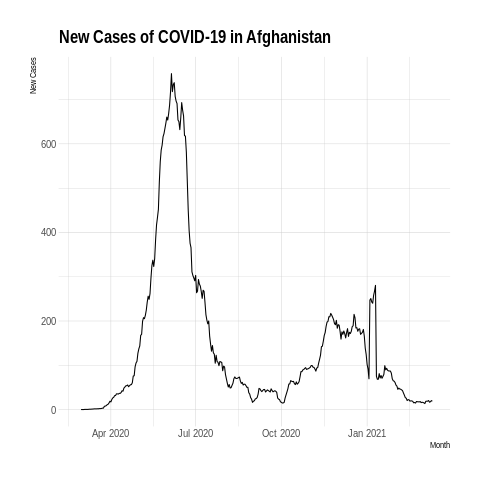 New Cases of COVID-19 in Afghanistan
New Cases
600
400
200
0
Apr 2020 Jul 2020 Oct 2020 Jan 2021
Month